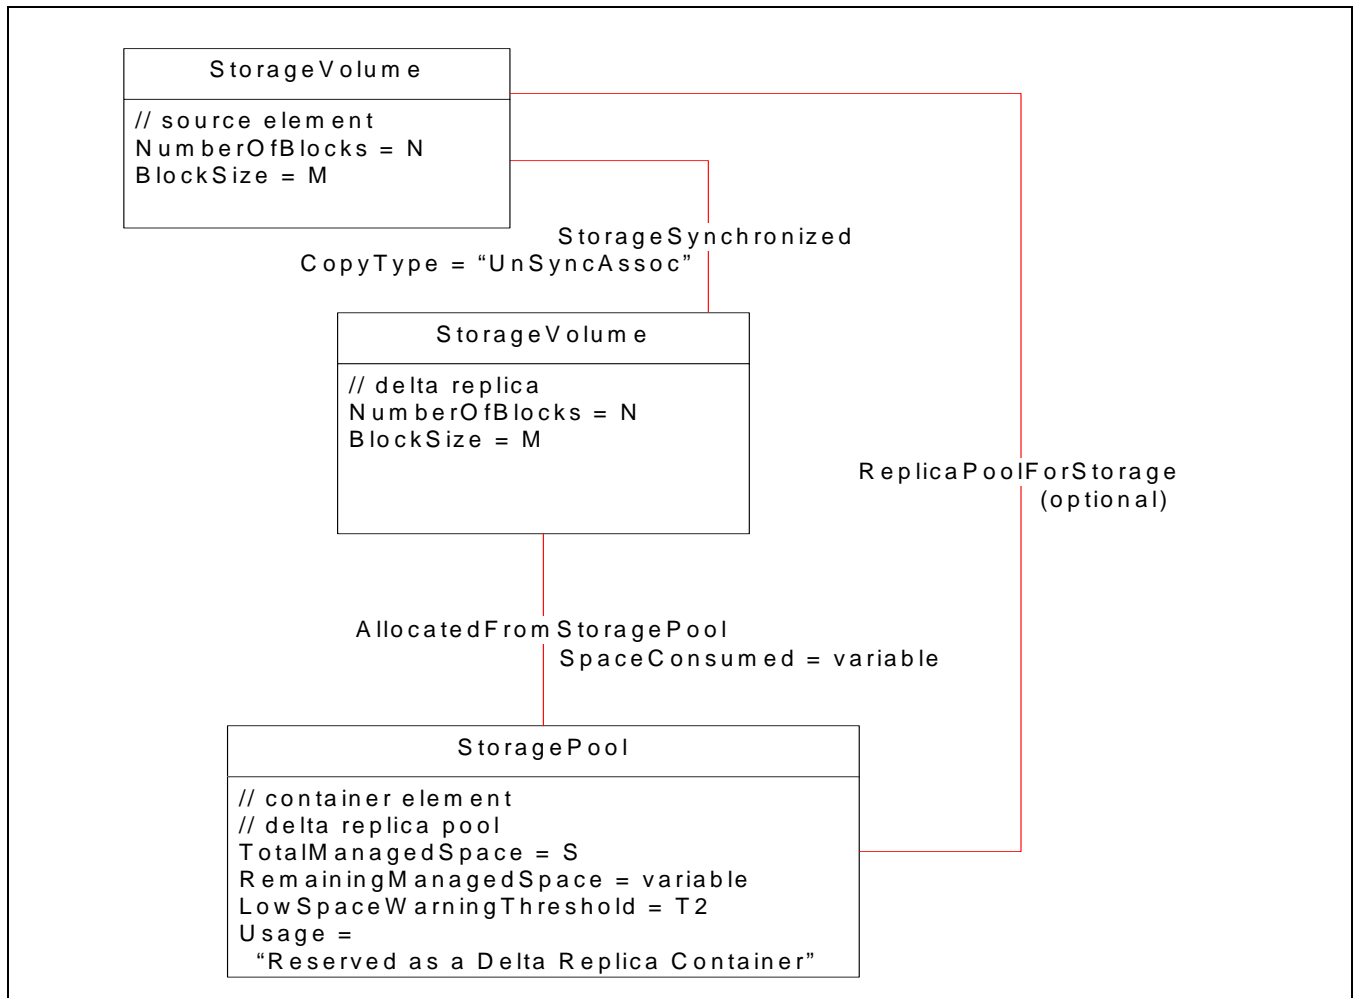 StorageVolume
// source element
NumberOfBlocks = N
BlockSize = M
StorageSynchronized
CopyType = “UnSyncAssoc”
StorageVolume
// delta replica
NumberOfBlocks = N
BlockSize = M
ReplicaPoolForStorage
(optional)
AllocatedFromStoragePool
SpaceConsumed = variable
StoragePool
// container element
// delta replica pool
TotalManagedSpace = S
RemainingManagedSpace = variable
LowSpaceWarningThreshold = T2
Usage =
“Reserved as a Delta Replica Container”